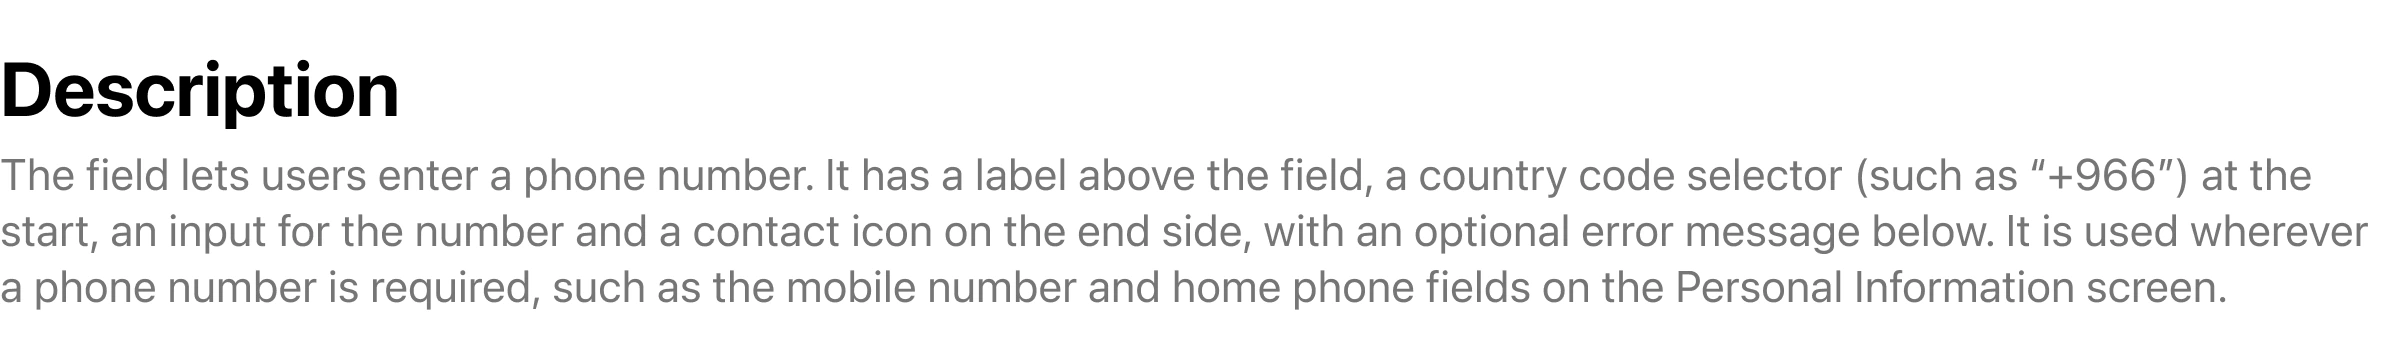 Description
The field lets users enter a phone number. It has a label above the field, a country code selector (such as “+966”) at the
start, an input for the number and a contact icon on the end side, with an optional error message below. It is used wherever
a phone number is required, such as the mobile number and home phone fields on the Personal Information screen.